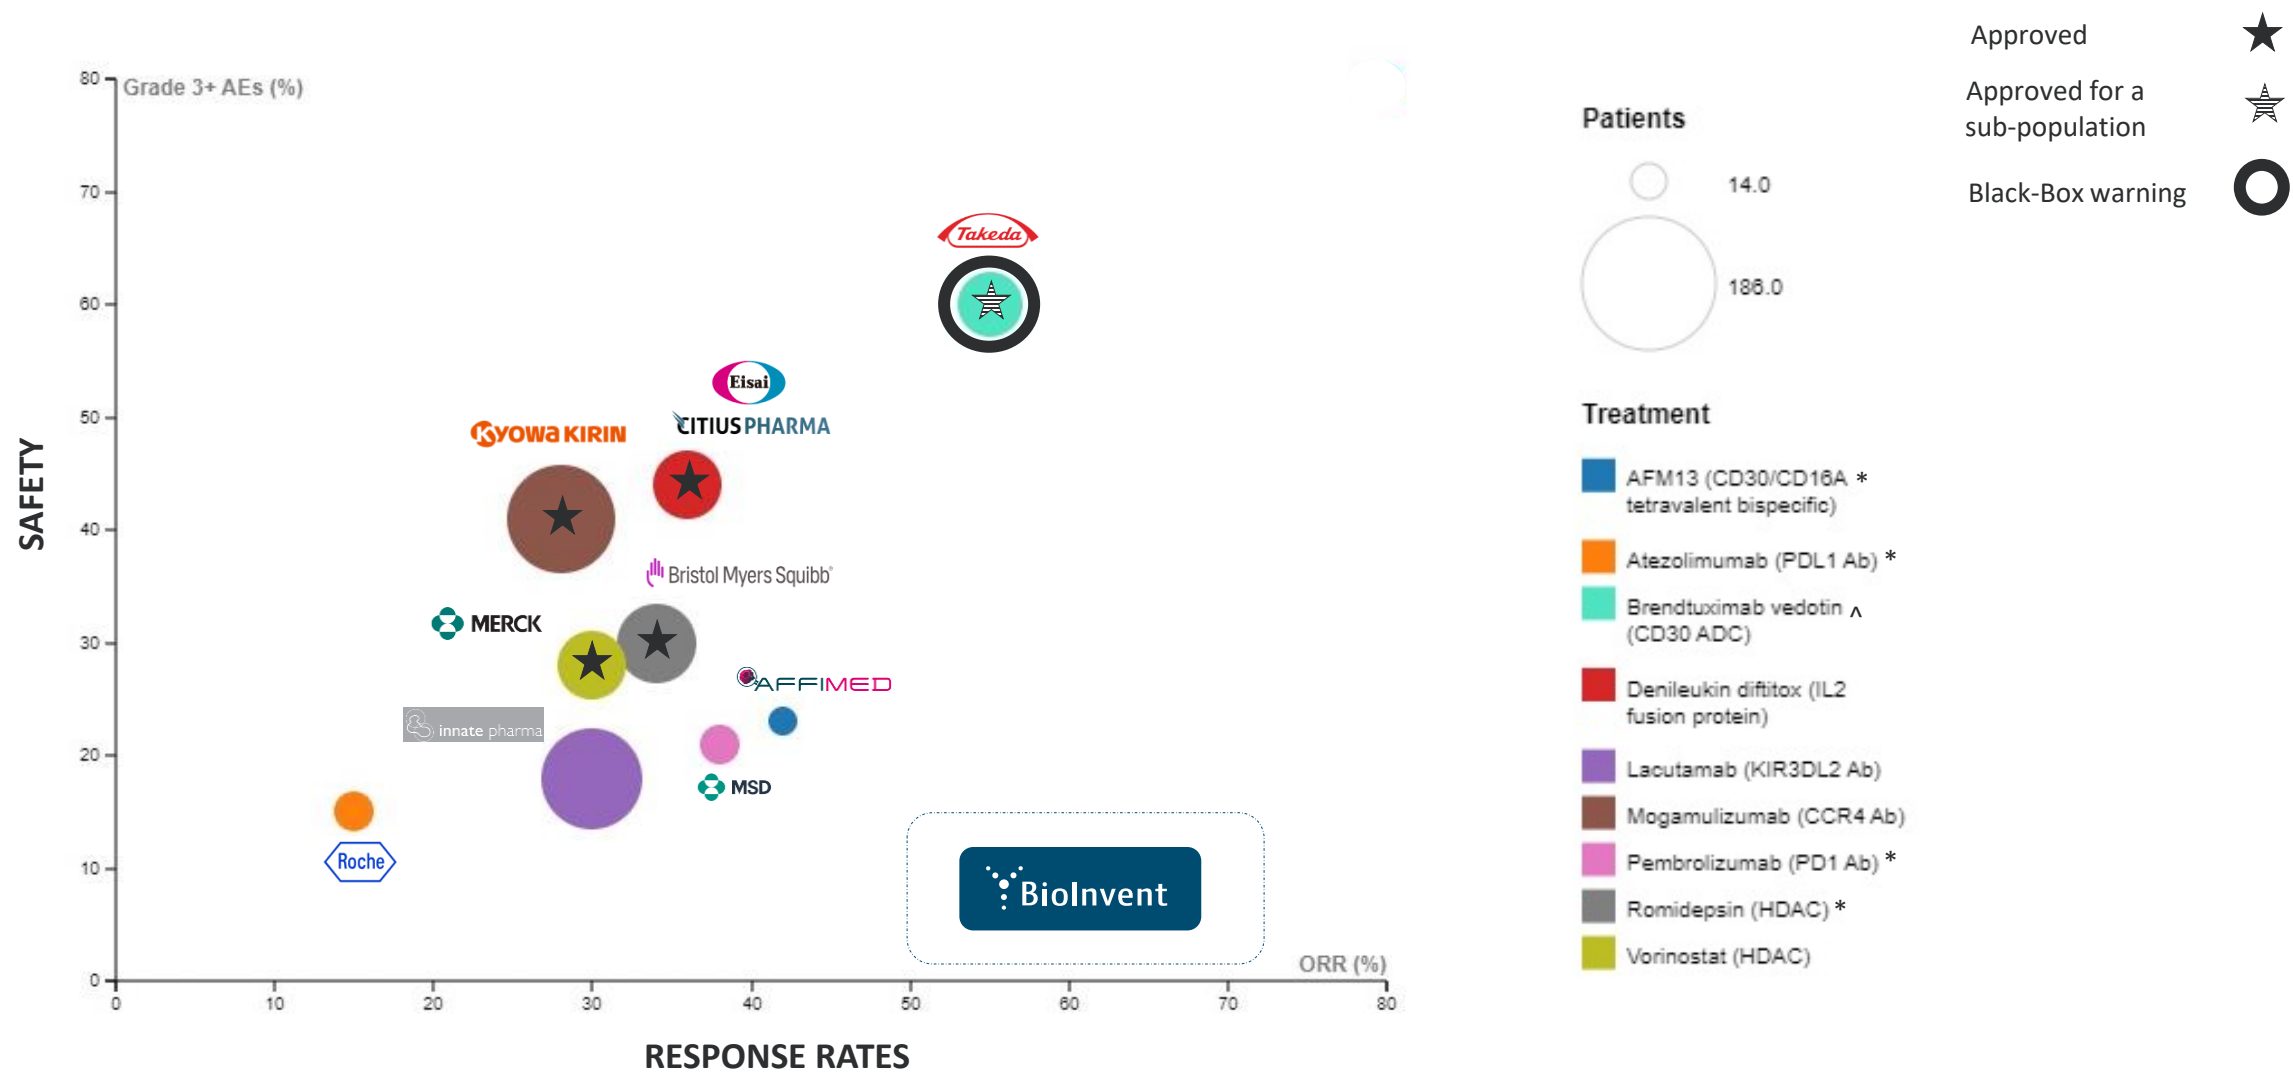 Approved
Approved for a
sub-population
Black-Box warning
80
Grade 3+ AEs (%)
70
60
50
40
30
20
10
0
SAFETY
Takeda
Eisai
CITIUS PHARMA
KYOWA KIRIN
Bristol Myers Squibb
MERCK
AFFIMED
innate pharma
MSD
Roche
BioInvent
ORR (%)
0 10 20 30 40 50 60 70 80
RESPONSE RATES
Patients
14.0
186.0
Treatment
AFM13 (CD30/CD16A *
tetravalent bispecific)
Atezolimumab (PDL1 Ab) *
Brendtuximab vedotin ^
(CD30 ADC)
Denileukin diftitox (IL2
fusion protein)
Lacutamab (KIR3DL2 Ab)
Mogamulizumab (CCR4 Ab)
Pembrolizumab (PD1 Ab) *
Romidepsin (HDAC) *
Vorinostat (HDAC)